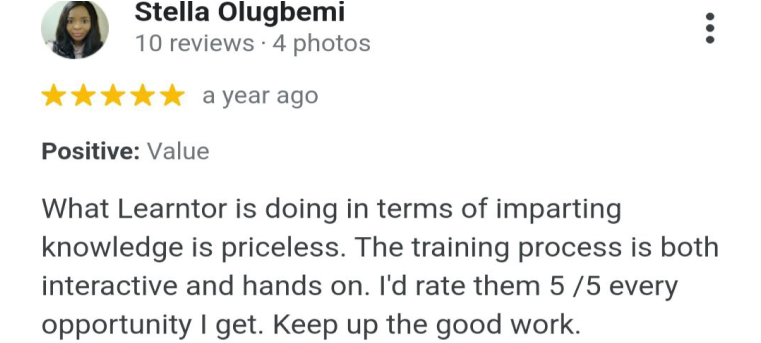 Stella Olugbemi
10 reviews · 4 photos
a year ago
Positive: Value
What Learntor is doing in terms of imparting
knowledge is priceless. The training process is both
interactive and hands on. I'd rate them 5 /5 every
opportunity I get. Keep up the good work.